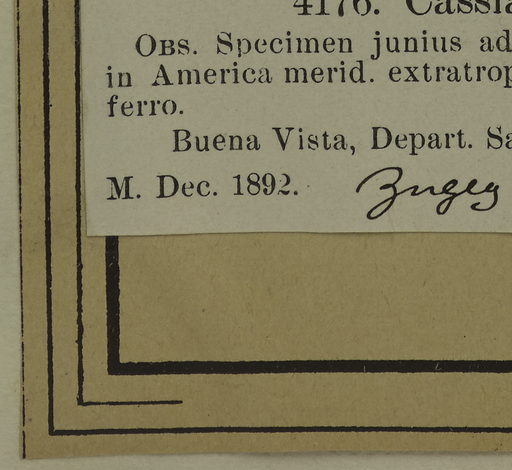 4176. Cassia
OBS. Specimen junius ad
in America merid. extratrop
ferro.
Buena Vista, Depart. Sa
M. Dec. 1892.